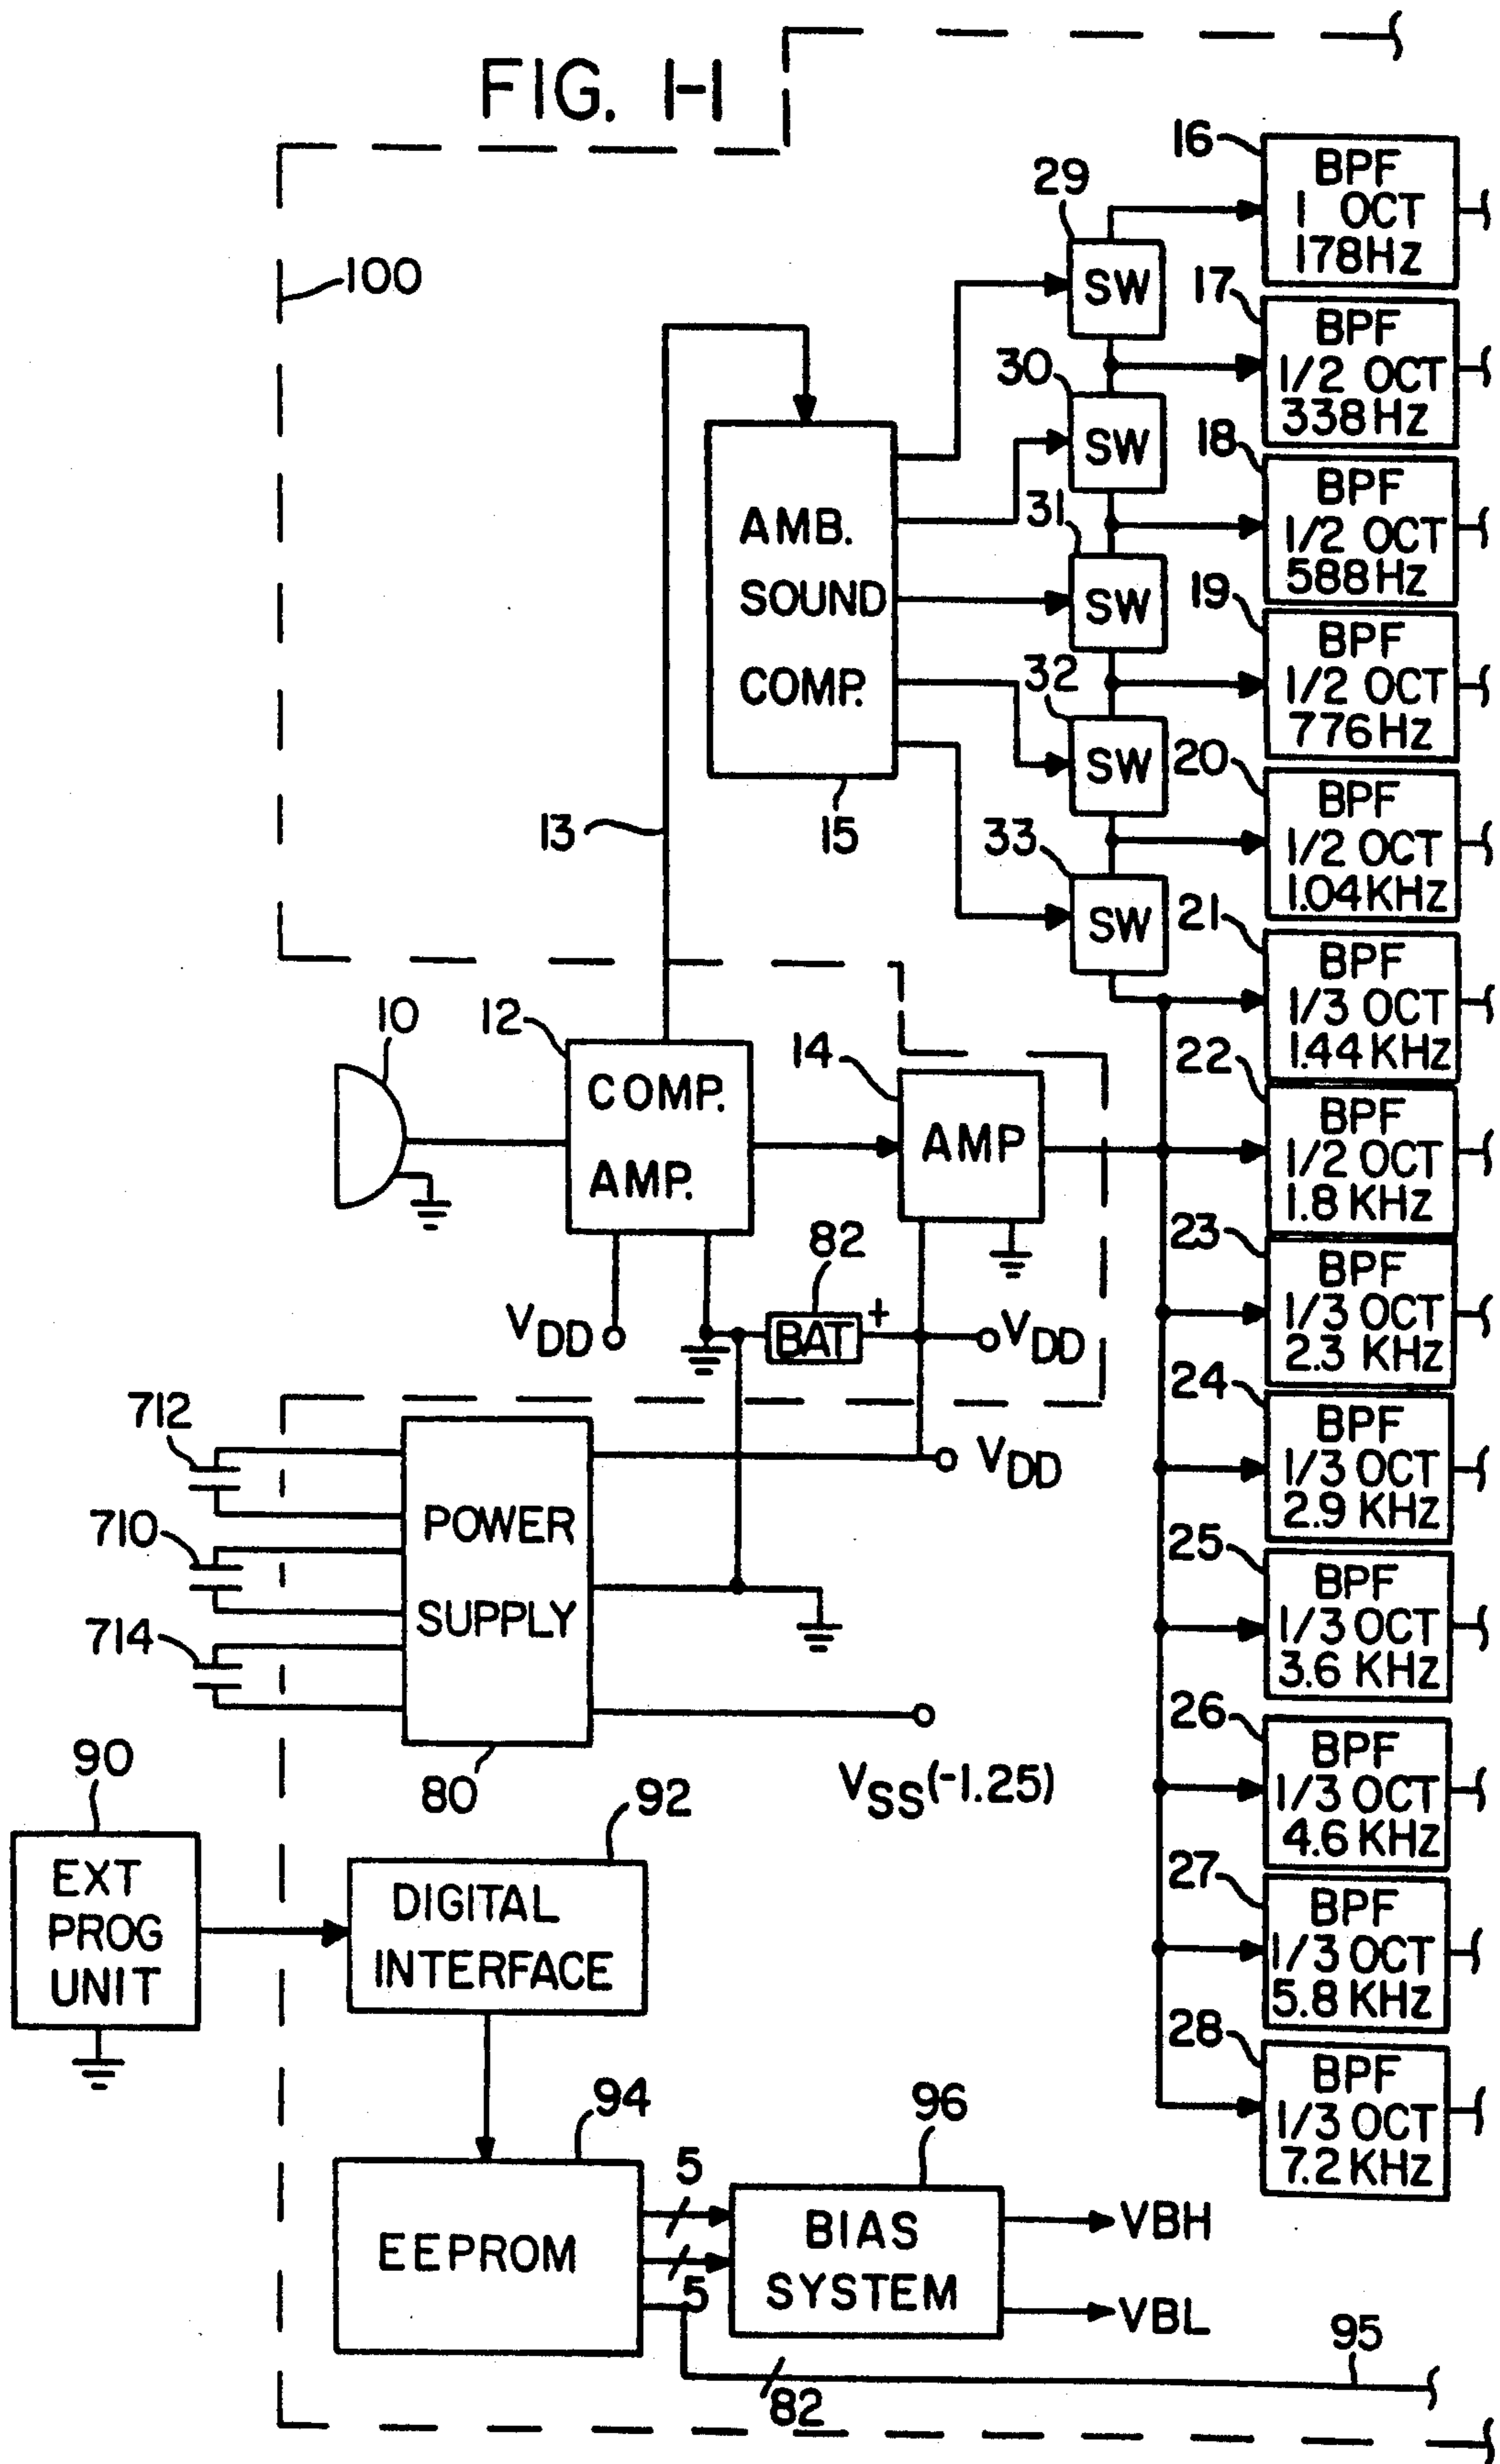 FIG. 1-1
100
16
BPF
1 OCT
178Hz
29
SW
17
BPF
1/2 OCT
338Hz
30
SW
18
BPF
1/2 OCT
588Hz
31
SW
19
BPF
1/2 OCT
776Hz
32
SW
20
BPF
1/2 OCT
1.04KHz
33
SW
21
BPF
1/3 OCT
1.44 KHz
AMB.
SOUND
COMP.
15
13
10
12
COMP.
AMP.
14
AMP
22
BPF
1/2 OCT
1.8 KHz
23
BPF
1/3 OCT
2.3 KHz
24
BPF
1/3 OCT
2.9 KHz
25
BPF
1/3 OCT
3.6 KHz
26
BPF
1/3 OCT
4.6 KHz
27
BPF
1/3 OCT
5.8 KHz
28
BPF
1/3 OCT
7.2 KHz
82
VDD
BAT
+
VDD
712
710
714
POWER
SUPPLY
80
VDD
VSS(-1.25)
90
EXT
PROG
UNIT
92
DIGITAL
INTERFACE
94
EEPROM
5
5
96
BIAS
SYSTEM
VBH
VBL
82
95